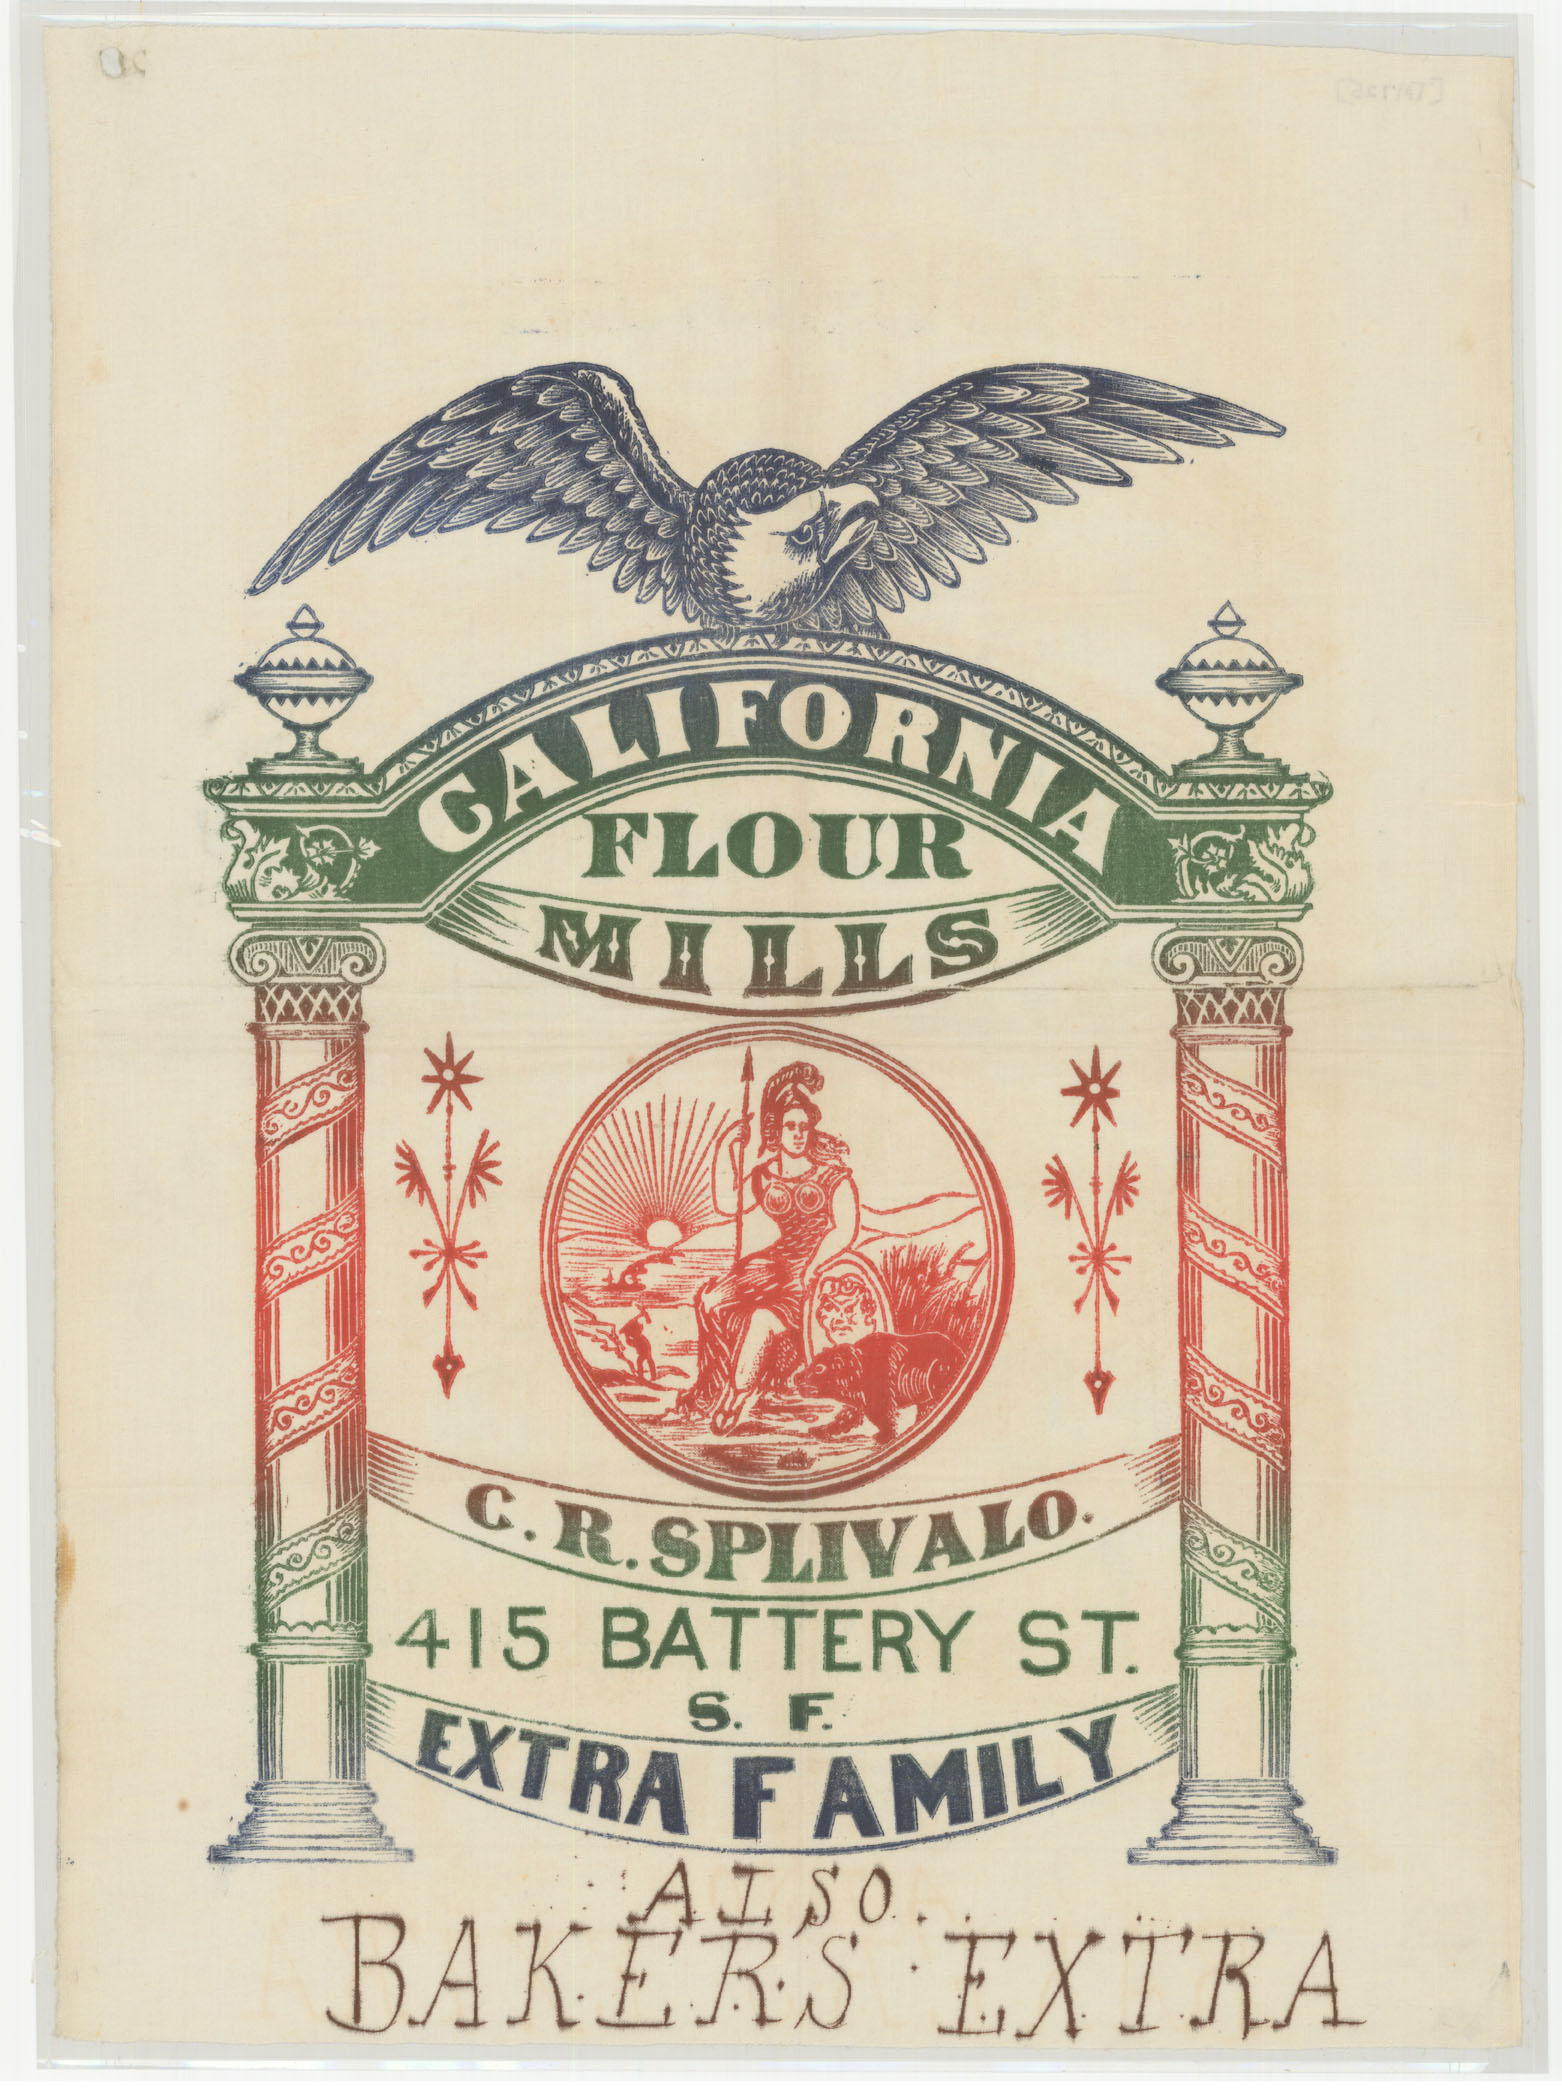 CALIFORNIA
FLOUR
MILLS
C. R. SPLIVALO.
415 BATTERY ST.
S. F.
EXTRA FAMILY
ALSO
BAKERS EXTRA